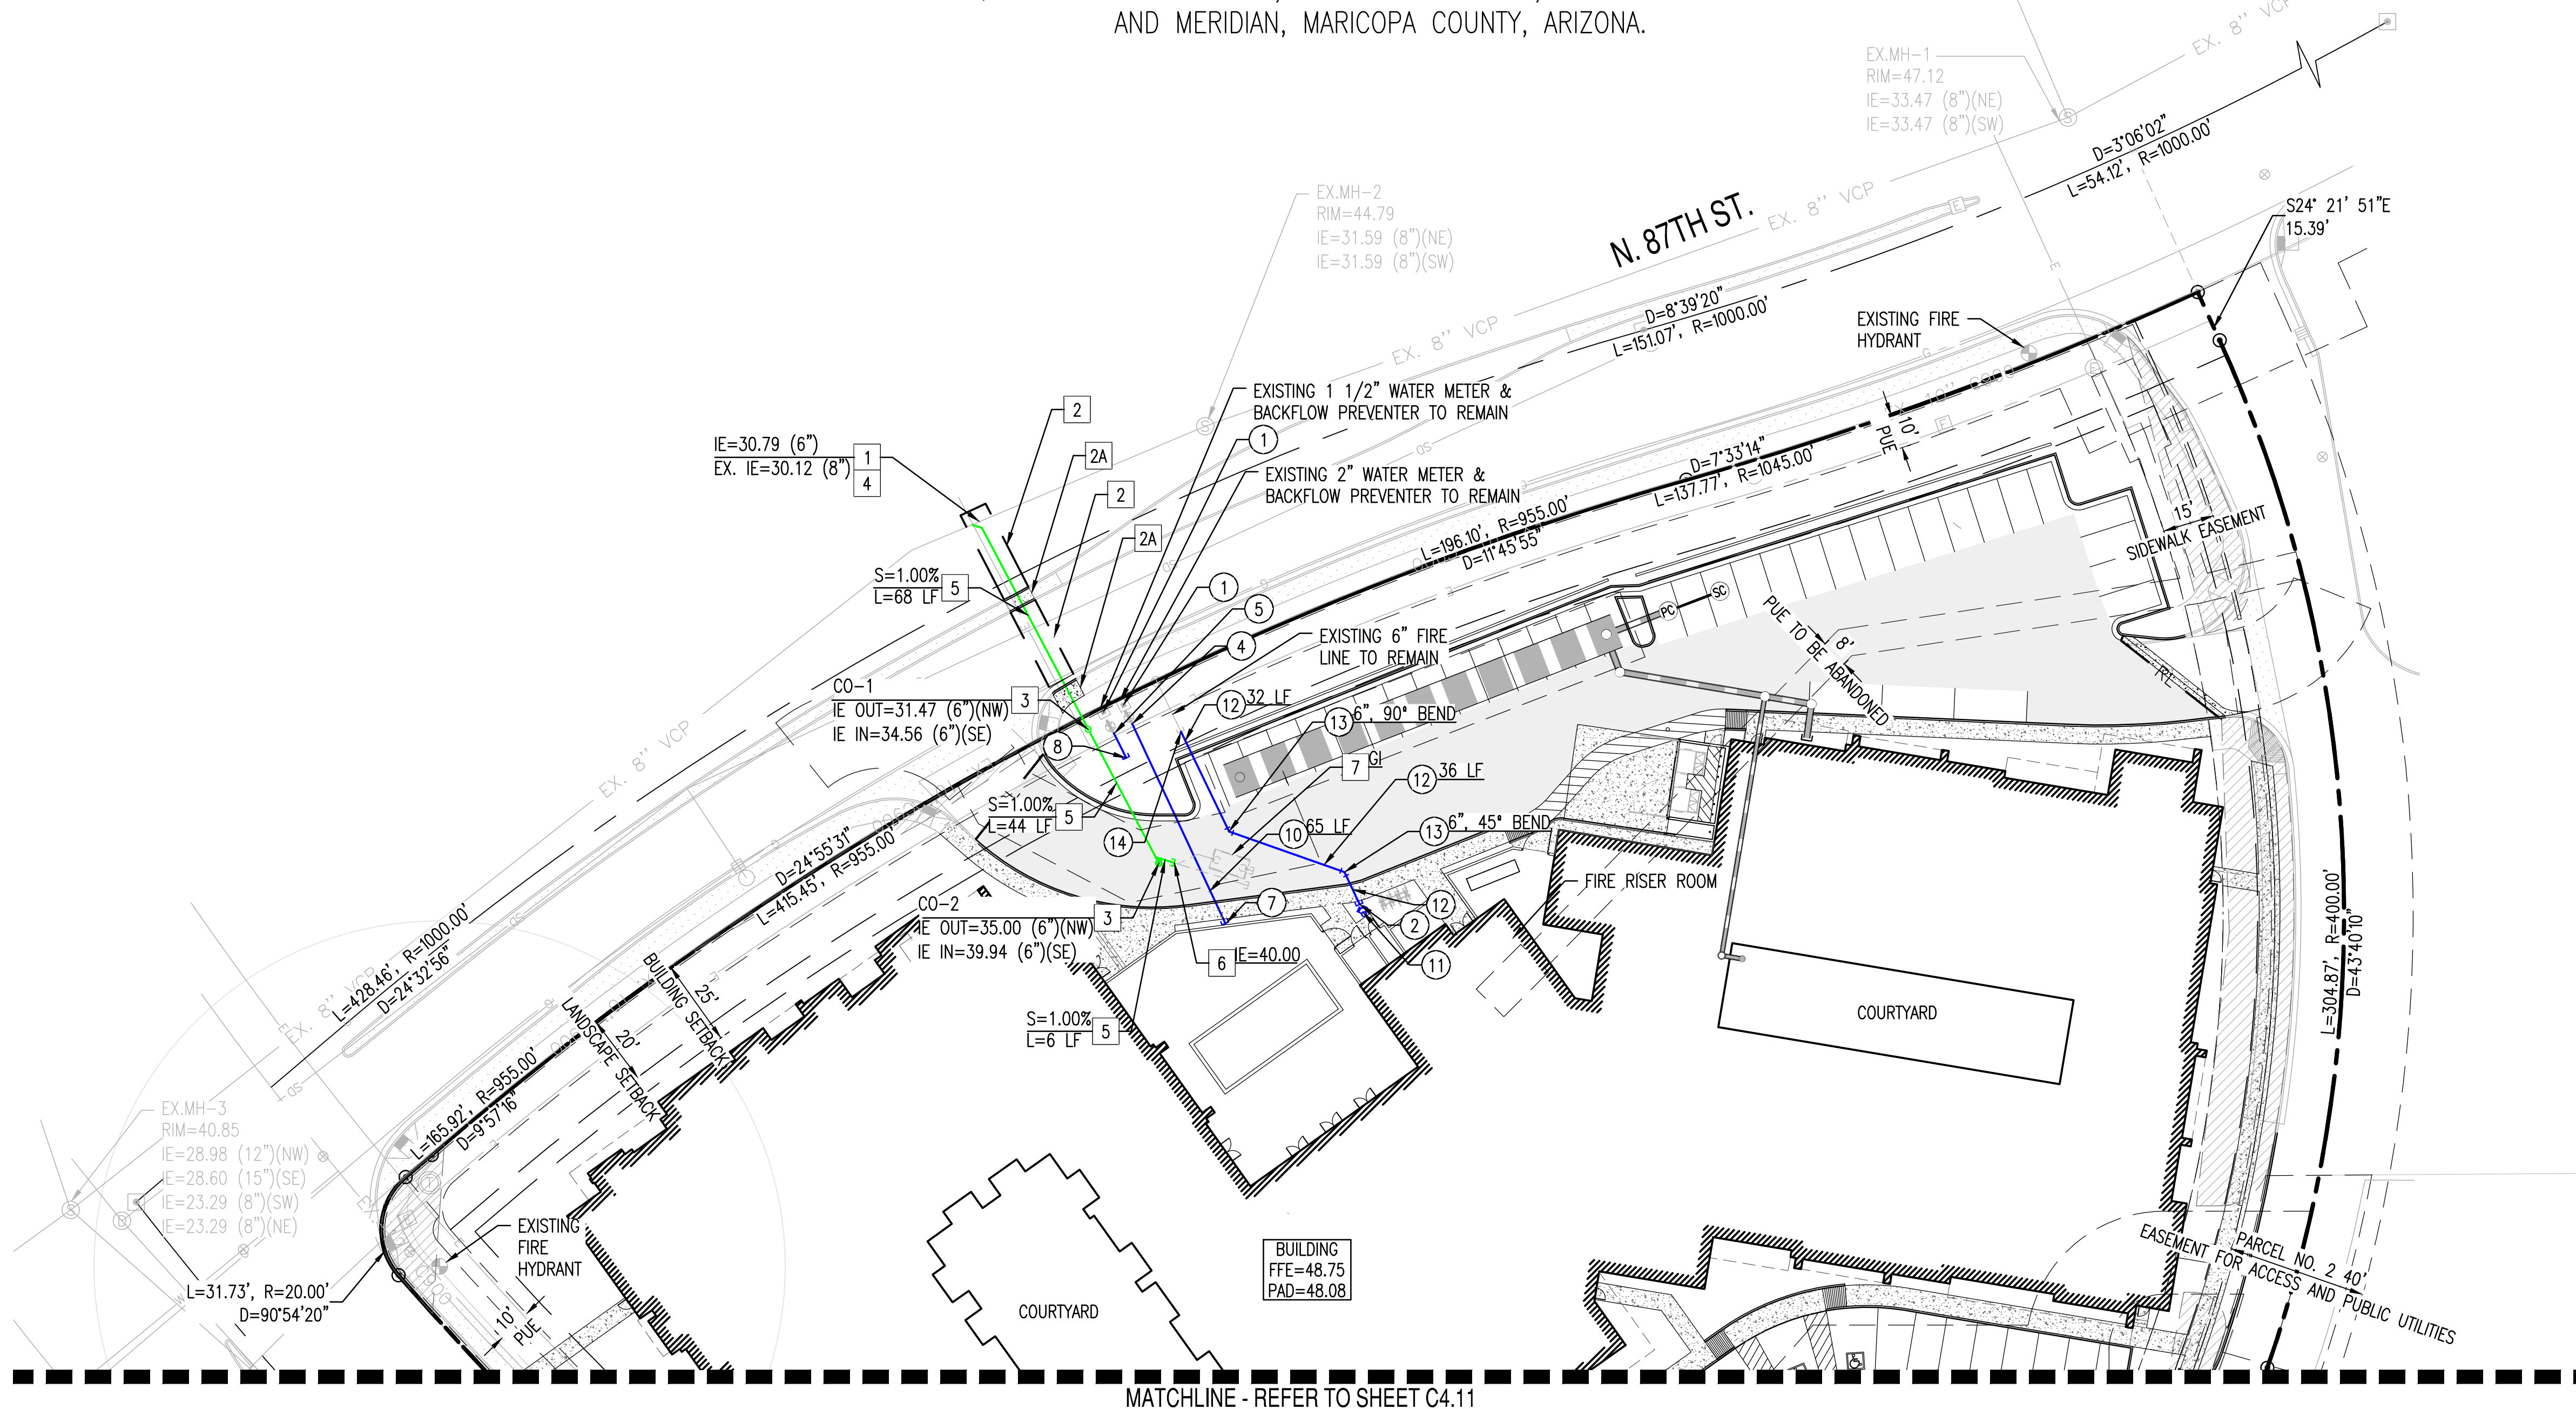 AND MERIDIAN, MARICOPA COUNTY, ARIZONA.
EX. 8'' VCP
EX.MH-1
RIM=47.12
IE=33.47 (8")(NE)
IE=33.47 (8")(SW)
D=3°06'02"
L=54.12', R=1000.00'
EX.MH-2
RIM=44.79
IE=31.59 (8")(NE)
IE=31.59 (8")(SW)
N. 87TH ST.
EX. 8'' VCP
E
S24° 21' 51"E
15.39'
D=8°39'20"
L=151.07', R=1000.00'
EX. 8'' VCP
EXISTING FIRE
HYDRANT
EXISTING 1 1/2" WATER METER &
BACKFLOW PREVENTER TO REMAIN
2
1
10'
PUE
IE=30.79 (6")
EX. IE=30.12 (8")
1
4
2A
SD
EXISTING 2" WATER METER &
BACKFLOW PREVENTER TO REMAIN
D=7°33'14"
L=137.77', R=1045.00'
2
2A
L=196.10', R=955.00'
D=11°45'55"
15'
SIDEWALK EASEMENT
S=1.00%
L=68 LF
5
1
5
4
PC
SC
EXISTING 6" FIRE
LINE TO REMAIN
8'
PUE TO BE ABANDONED
RL
CO-1
IE OUT=31.47 (6")(NW)
IE IN=34.56 (6")(SE)
3
8
12
32 LF
13
6", 90° BEND
7
GI
12
36 LF
EX. 8'' VCP
S=1.00%
L=44 LF
5
14
10
65 LF
13
6", 45° BEND
D=24°55'31"
L=415.45', R=955.00'
FIRE RISER ROOM
CO-2
IE OUT=35.00 (6")(NW)
IE IN=39.94 (6")(SE)
3
7
12
2
11
6
IE=40.00
L=428.46', R=1000.00'
D=24°32'56"
EX. 8'' VCP
25'
BUILDING SETBACK
20'
LANDSCAPE SETBACK
S=1.00%
L=6 LF
5
COURTYARD
L=304.87', R=400.00'
D=43°40'10"
SD
L=165.92', R=955.00'
D=9°57'16"
EX.MH-3
RIM=40.85
IE=28.98 (12")(NW)
IE=28.60 (15")(SE)
IE=23.29 (8")(SW)
IE=23.29 (8")(NE)
EXISTING
FIRE
HYDRANT
L=31.73', R=20.00'
D=90°54'20"
10'
PUE
COURTYARD
BUILDING
FFE=48.75
PAD=48.08
PARCEL NO. 2 40'
EASEMENT FOR ACCESS AND PUBLIC UTILITIES
MATCHLINE - REFER TO SHEET C4.11